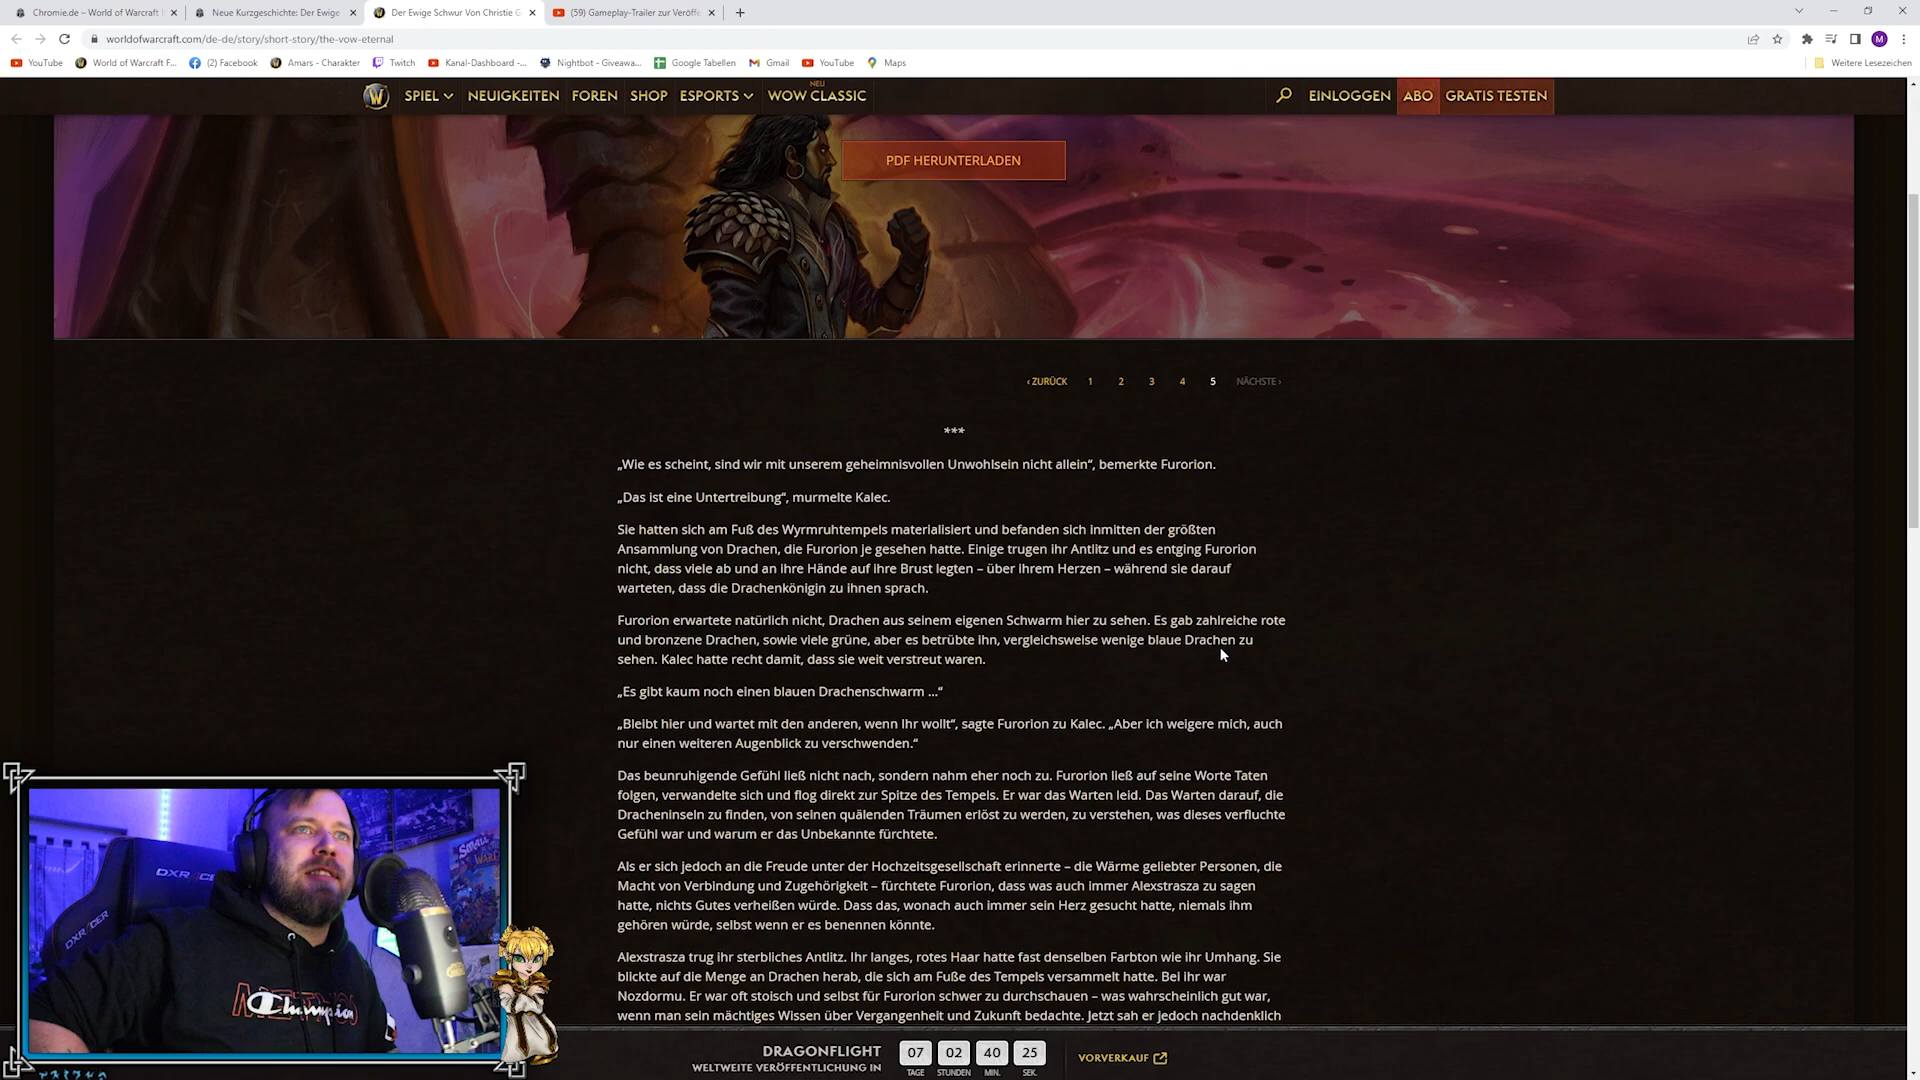 Chromie.de – World of Warcraft
Neue Kurzgeschichte: Der Ewige
Der Ewige Schwur Von Christie G
(59) Gameplay-Trailer zur Veröffe
worldofwarcraft.com/de-de/story/short-story/the-vow-eternal
M
YouTube
World of Warcraft F...
(2) Facebook
Amars - Charakter
Twitch
Kanal-Dashboard -...
Nightbot - Giveawa...
Google Tabellen
Gmail
YouTube
Maps
Weitere Lesezeichen
W
SPIEL
NEUIGKEITEN
FOREN
SHOP
ESPORTS
NEU
WOW CLASSIC
EINLOGGEN
ABO
GRATIS TESTEN
PDF HERUNTERLADEN
‹ ZURÜCK 1 2 3 4 5 NÄCHSTE ›
***
„Wie es scheint, sind wir mit unserem geheimnisvollen Unwohlsein nicht allein“, bemerkte Furorion.
„Das ist eine Untertreibung“, murmelte Kalec.
Sie hatten sich am Fuß des Wyrmruhtempels materialisiert und befanden sich inmitten der größten
Ansammlung von Drachen, die Furorion je gesehen hatte. Einige trugen ihr Antlitz und es entging Furorion
nicht, dass viele ab und an ihre Hände auf ihre Brust legten – über ihrem Herzen – während sie darauf
warteten, dass die Drachenkönigin zu ihnen sprach.
Furorion erwartete natürlich nicht, Drachen aus seinem eigenen Schwarm hier zu sehen. Es gab zahlreiche rote
und bronzene Drachen, sowie viele grüne, aber es betrübte ihn, vergleichsweise wenige blaue Drachen zu
sehen. Kalec hatte recht damit, dass sie weit verstreut waren.
„Es gibt kaum noch einen blauen Drachenschwarm ...“
„Bleibt hier und wartet mit den anderen, wenn Ihr wollt“, sagte Furorion zu Kalec. „Aber ich weigere mich, auch
nur einen weiteren Augenblick zu verschwenden.“
Das beunruhigende Gefühl ließ nicht nach, sondern nahm eher noch zu. Furorion ließ auf seine Worte Taten
folgen, verwandelte sich und flog direkt zur Spitze des Tempels. Er war das Warten leid. Das Warten darauf, die
Dracheninseln zu finden, von seinen quälenden Träumen erlöst zu werden, zu verstehen, was dieses verfluchte
Gefühl war und warum er das Unbekannte fürchtete.
Als er sich jedoch an die Freude unter der Hochzeitsgesellschaft erinnerte – die Wärme geliebter Personen, die
Macht von Verbindung und Zugehörigkeit – fürchtete Furorion, dass was auch immer Alexstrasza zu sagen
hatte, nichts Gutes verheißen würde. Dass das, wonach auch immer sein Herz gesucht hatte, niemals ihm
gehören würde, selbst wenn er es benennen könnte.
Alexstrasza trug ihr sterbliches Antlitz. Ihr langes, rotes Haar hatte fast denselben Farbton wie ihr Umhang. Sie
blickte auf die Menge an Drachen herab, die sich am Fuße des Tempels versammelt hatte. Bei ihr war
Nozdormu. Er war oft stoisch und selbst für Furorion schwer zu durchschauen – was wahrscheinlich gut war,
wenn man sein mächtiges Wissen über Vergangenheit und Zukunft bedachte. Jetzt sah er jedoch nachdenklich
DXRACER
DXRACER
Champion
DRAGONFLIGHT
WELTWEITE VERÖFFENTLICHUNG IN
07 02 40 25
TAGE STUNDEN MIN. SEK.
VORVERKAUF